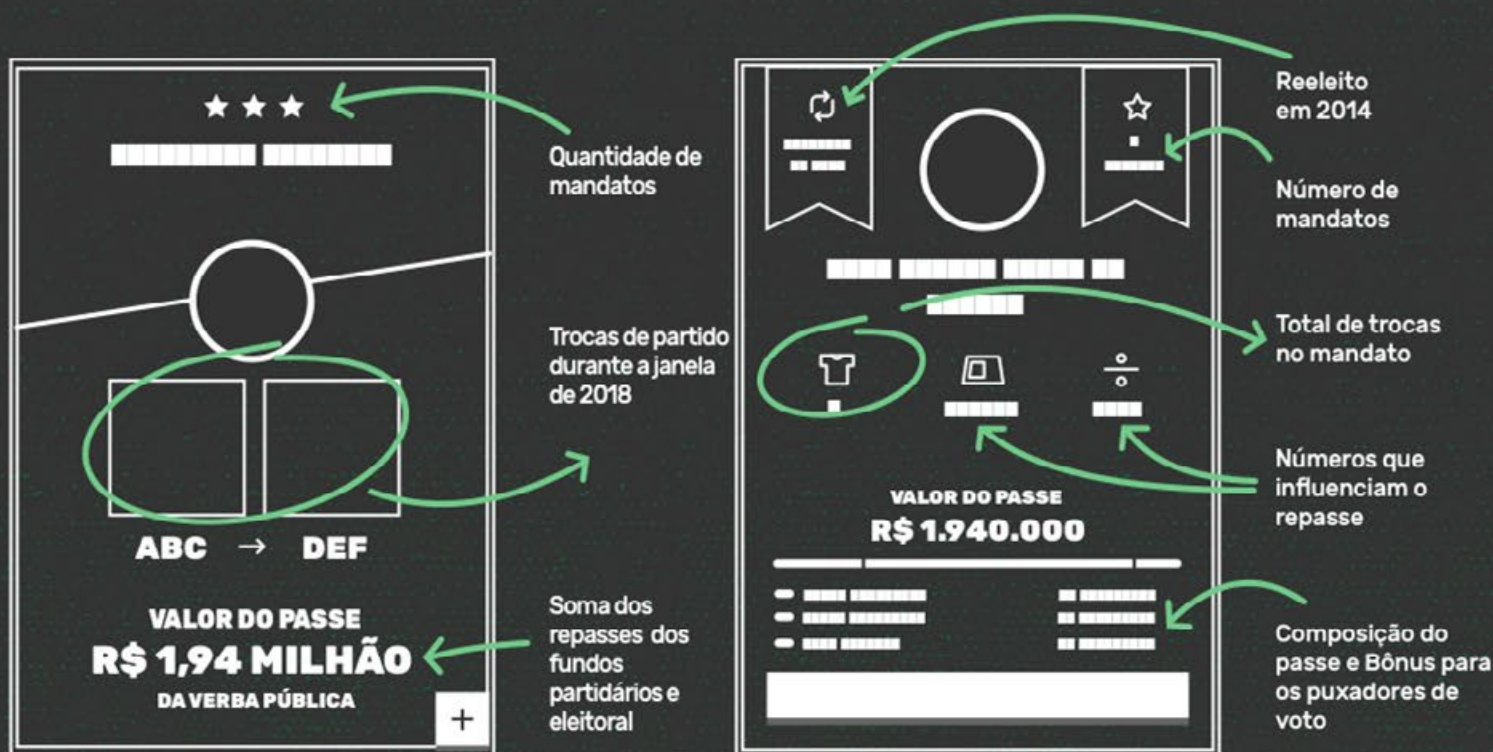 Quantidade de
mandatos
Trocas de partido
durante a janela
de 2018
ABC → DEF
VALOR DO PASSE
R$ 1,94 MILHÃO
DA VERBA PÚBLICA
+
Soma dos
repasses dos
fundos
partidários e
eleitoral
Reeleito
em 2014
Número de
mandatos
Total de trocas
no mandato
Números que
influenciam o
repasse
VALOR DO PASSE
R$ 1.940.000
Composição do
passe e Bônus para
os puxadores de
voto